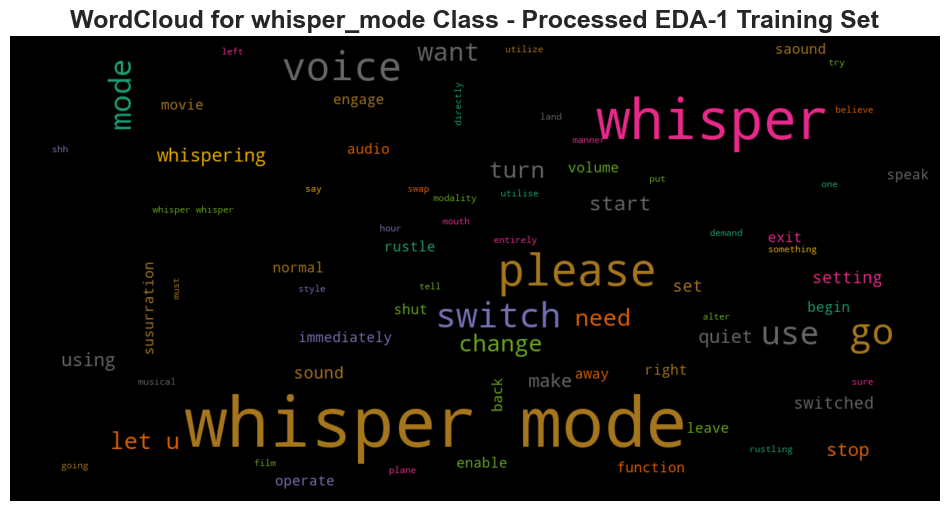 WordCloud for whisper_mode Class - Processed EDA-1 Training Set
left
utilize
saound
voice
want
try
mode
movie
engage
directly
whisper
believe
land
shh
whispering
audio
manner
turn
volume
speak
say
swap
modality
utilise
put
one
whisper whisper
start
hour
mouth
demand
rustle
entirely
exit
something
susurration
must
normal
please
set
setting
style
tell
shut
switch
need
alter
begin
immediately
change
quiet
use
go
using
sound
musical
make
away
right
sure
back
switched
whisper mode
leave
let u
rustling
stop
going
film
plane
enable
function
operate